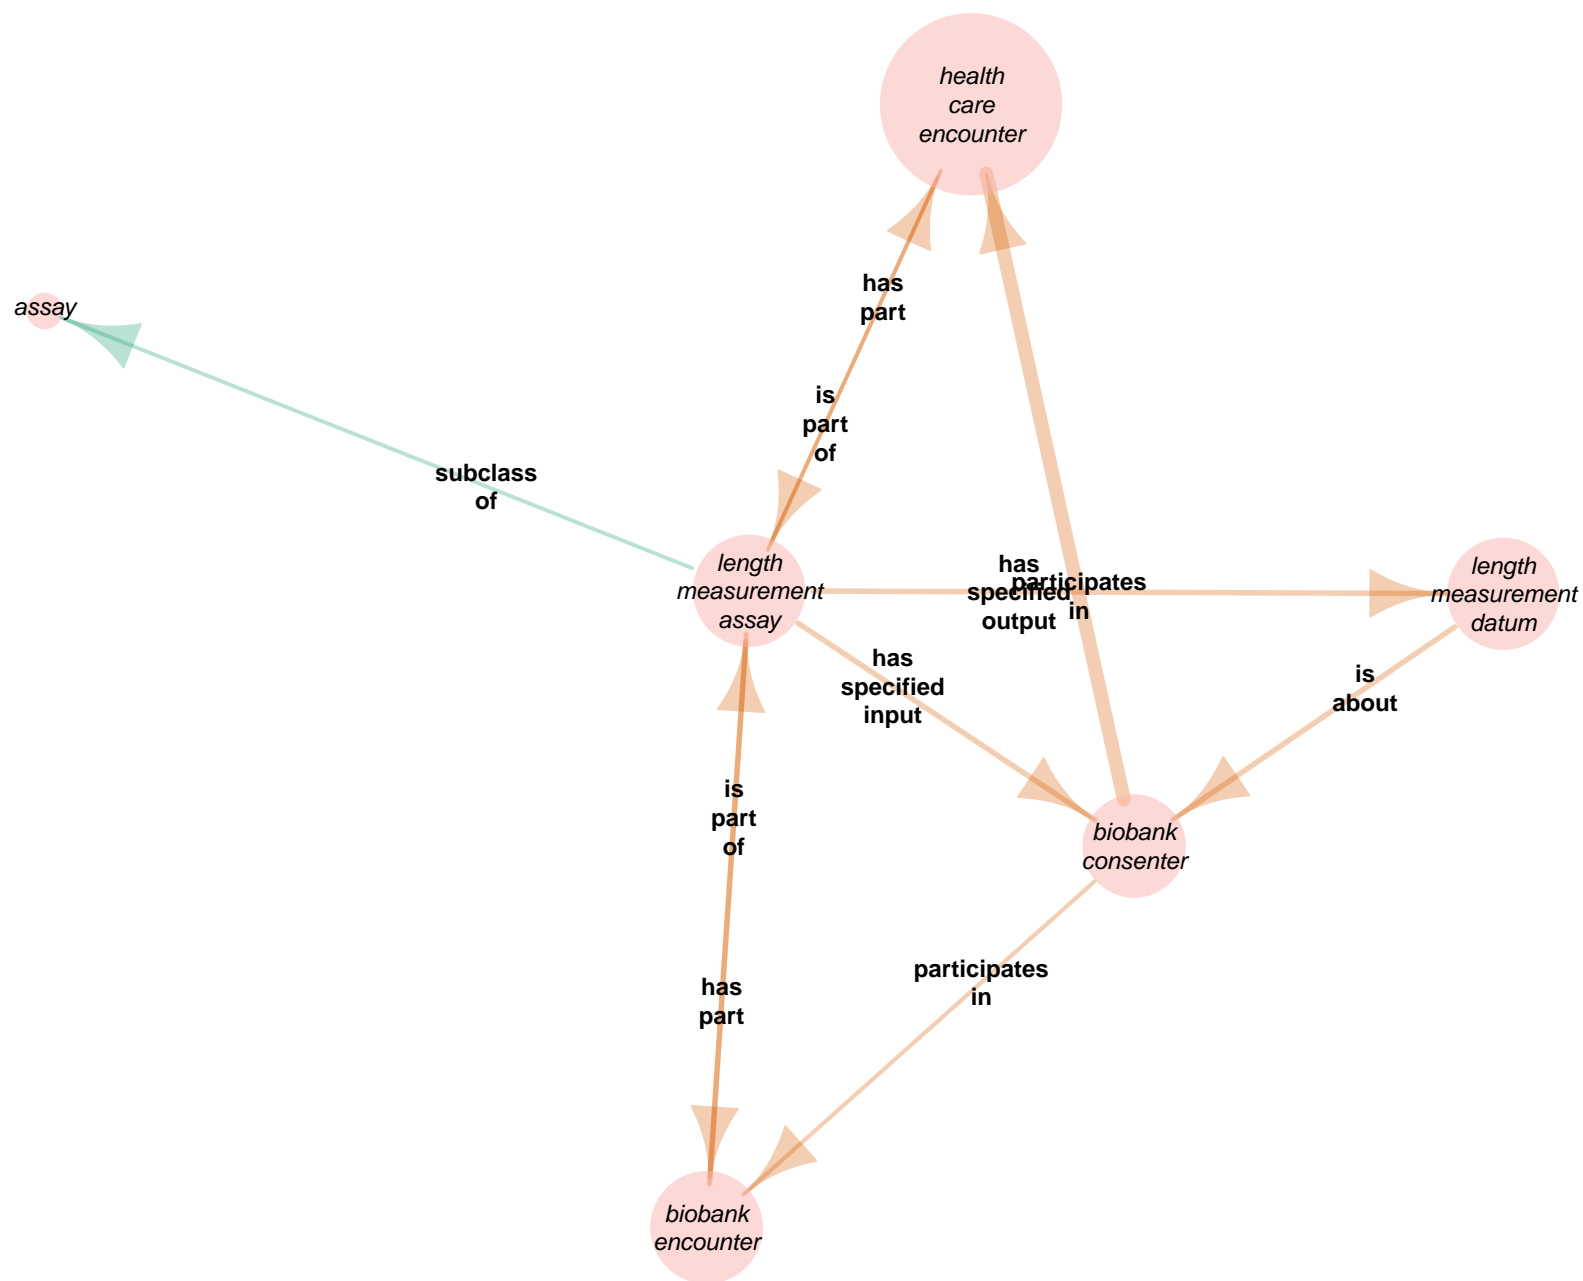 health
care
encounter
has
part
assay
is
part
of
subclass
of
length
measurement
assay
has
specified
output
participates
in
length
measurement
datum
has
specified
input
is
about
is
part
of
biobank
consenter
participates
in
has
part
biobank
encounter